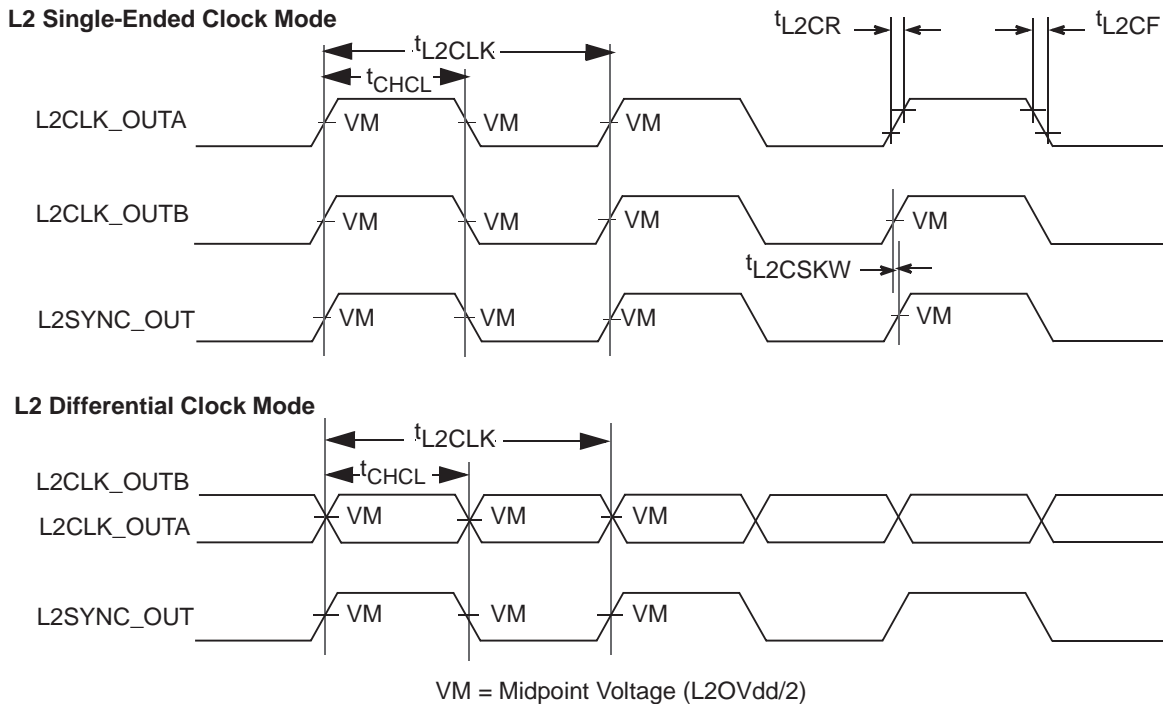 L2 Single-Ended Clock Mode
tL2CR
tL2CF
tL2CLK
tCHCL
L2CLK_OUTA
VM
VM
VM
L2CLK_OUTB
VM
VM
VM
VM
tL2CSKW
L2SYNC_OUT
VM
VM
VM
VM
L2 Differential Clock Mode
tL2CLK
tCHCL
L2CLK_OUTB
L2CLK_OUTA
VM
VM
VM
L2SYNC_OUT
VM
VM
VM
VM = Midpoint Voltage (L2OVdd/2)